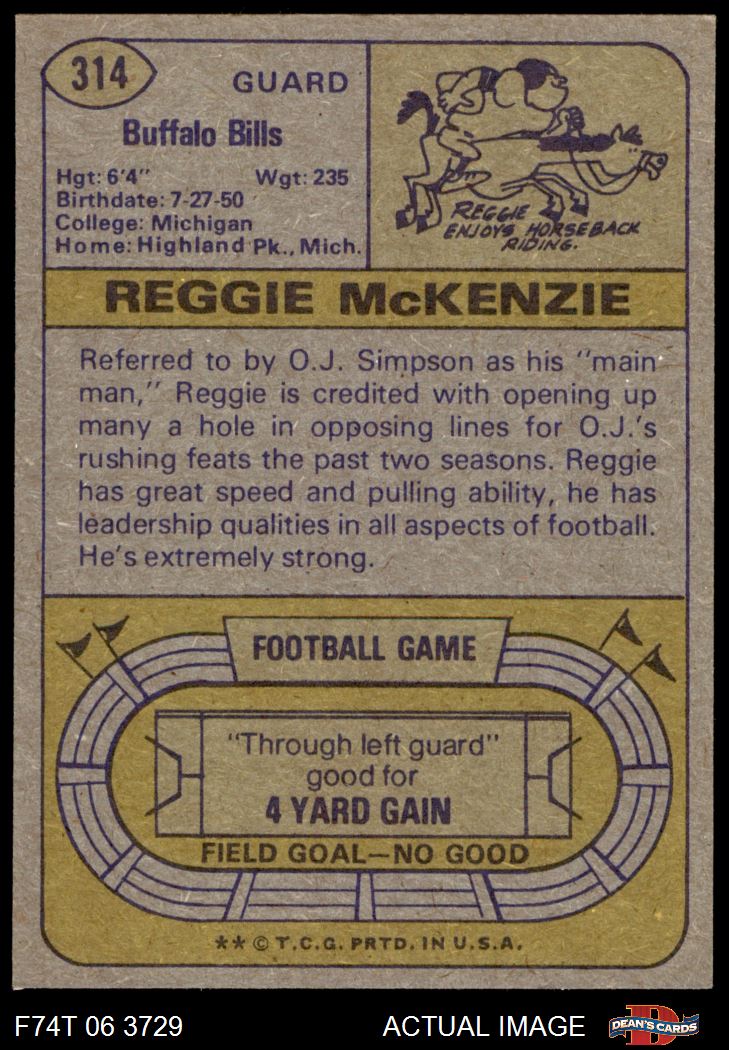 314
GUARD
Buffalo Bills
Hgt: 6'4" Wgt: 235
Birthdate: 7-27-50
College: Michigan
Home: Highland Pk., Mich.
REGGIE
ENJOYS HORSEBACK
RIDING.
REGGIE McKENZIE
Referred to by O.J. Simpson as his "main
man," Reggie is credited with opening up
many a hole in opposing lines for O.J.'s
rushing feats the past two seasons. Reggie
has great speed and pulling ability, he has
leadership qualities in all aspects of football.
He's extremely strong.
FOOTBALL GAME
"Through left guard"
good for
4 YARD GAIN
FIELD GOAL—NO GOOD
** © T.C.G. PRTD. IN U.S.A.
F74T 06 3729 ACTUAL IMAGE
D
DEAN'S CARDS